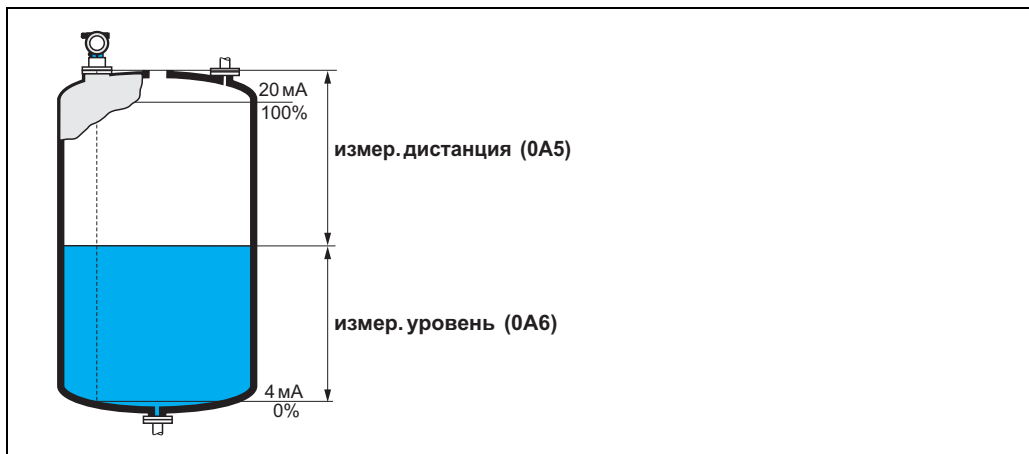 20 мА
100%
измер. дистанция (0A5)
измер. уровень (0A6)
4 мА
0%